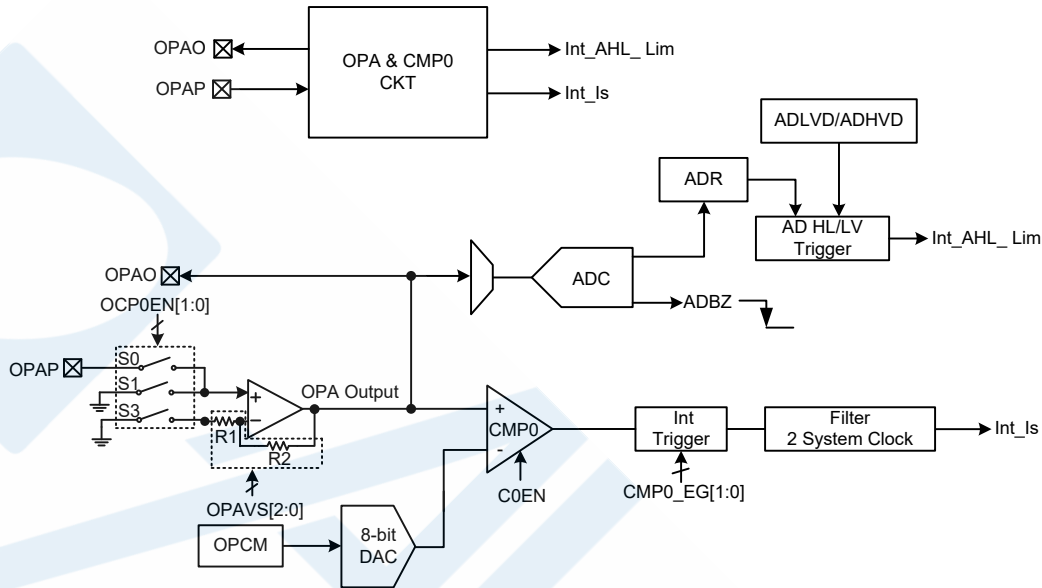 OPAO
OPAP
OPA & CMP0
CKT
Int_AHL_ Lim
Int_Is
ADLVD/ADHVD
ADR
AD HL/LV
Trigger
Int_AHL_ Lim
ADC
ADBZ
OPAO
OCP0EN[1:0]
OPAP
S0
S1
S3
+
-
R1
R2
OPA Output
OPAVS[2:0]
OPCM
8-bit
DAC
+
CMP0
-
C0EN
Int
Trigger
CMP0_EG[1:0]
Filter
2 System Clock
Int_Is